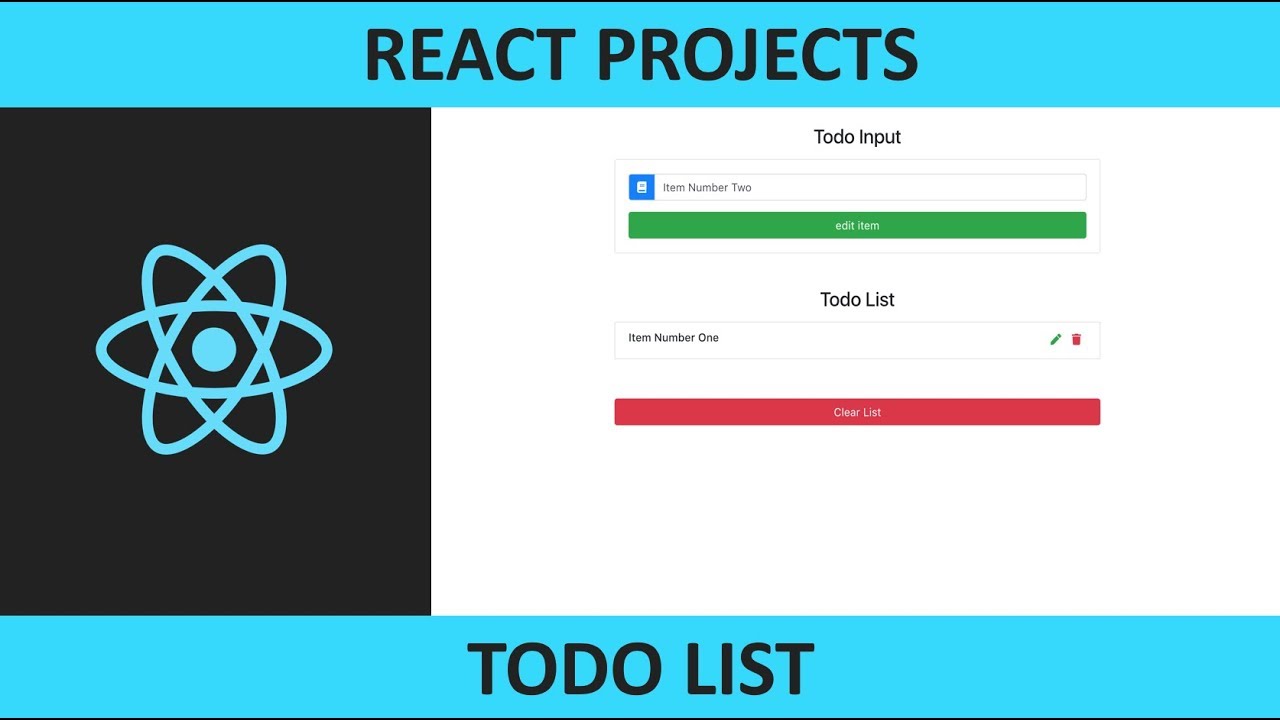 REACT PROJECTS
Todo Input
Item Number Two
edit item
Todo List
Item Number One
Clear List
TODO LIST